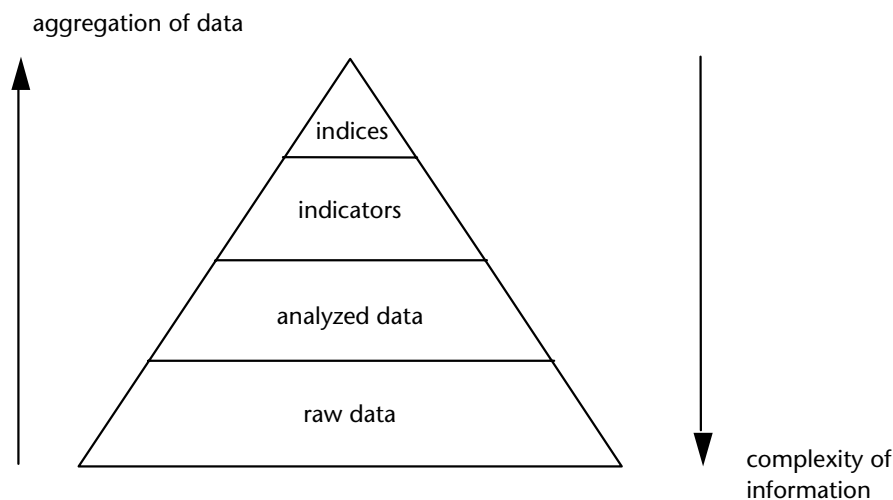 aggregation of data
indices
indicators
analyzed data
raw data
complexity of
information